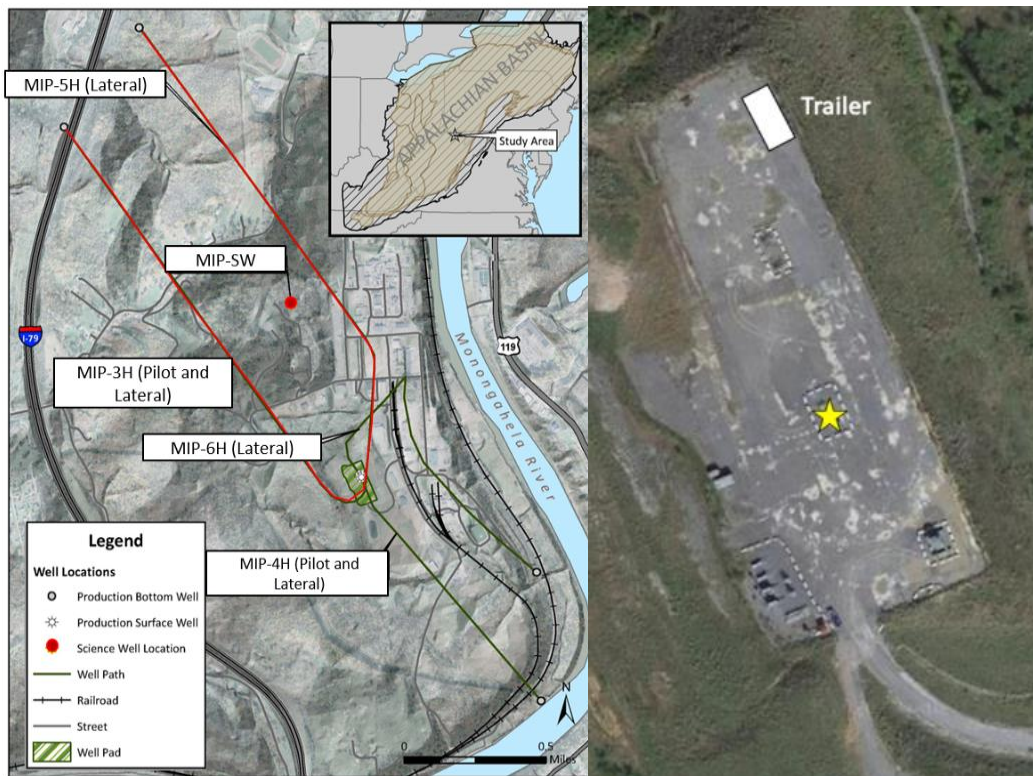 MIP-5H (Lateral)
APPALACHIAN BASIN
Study Area
Trailer
MIP-SW
I-79
119
Monongahela River
MIP-3H (Pilot and
Lateral)
MIP-6H (Lateral)
MIP-4H (Pilot and
Lateral)
Legend
Well Locations
Production Bottom Well
Production Surface Well
Science Well Location
Well Path
Railroad
Street
Well Pad
N
0
0.5
Miles